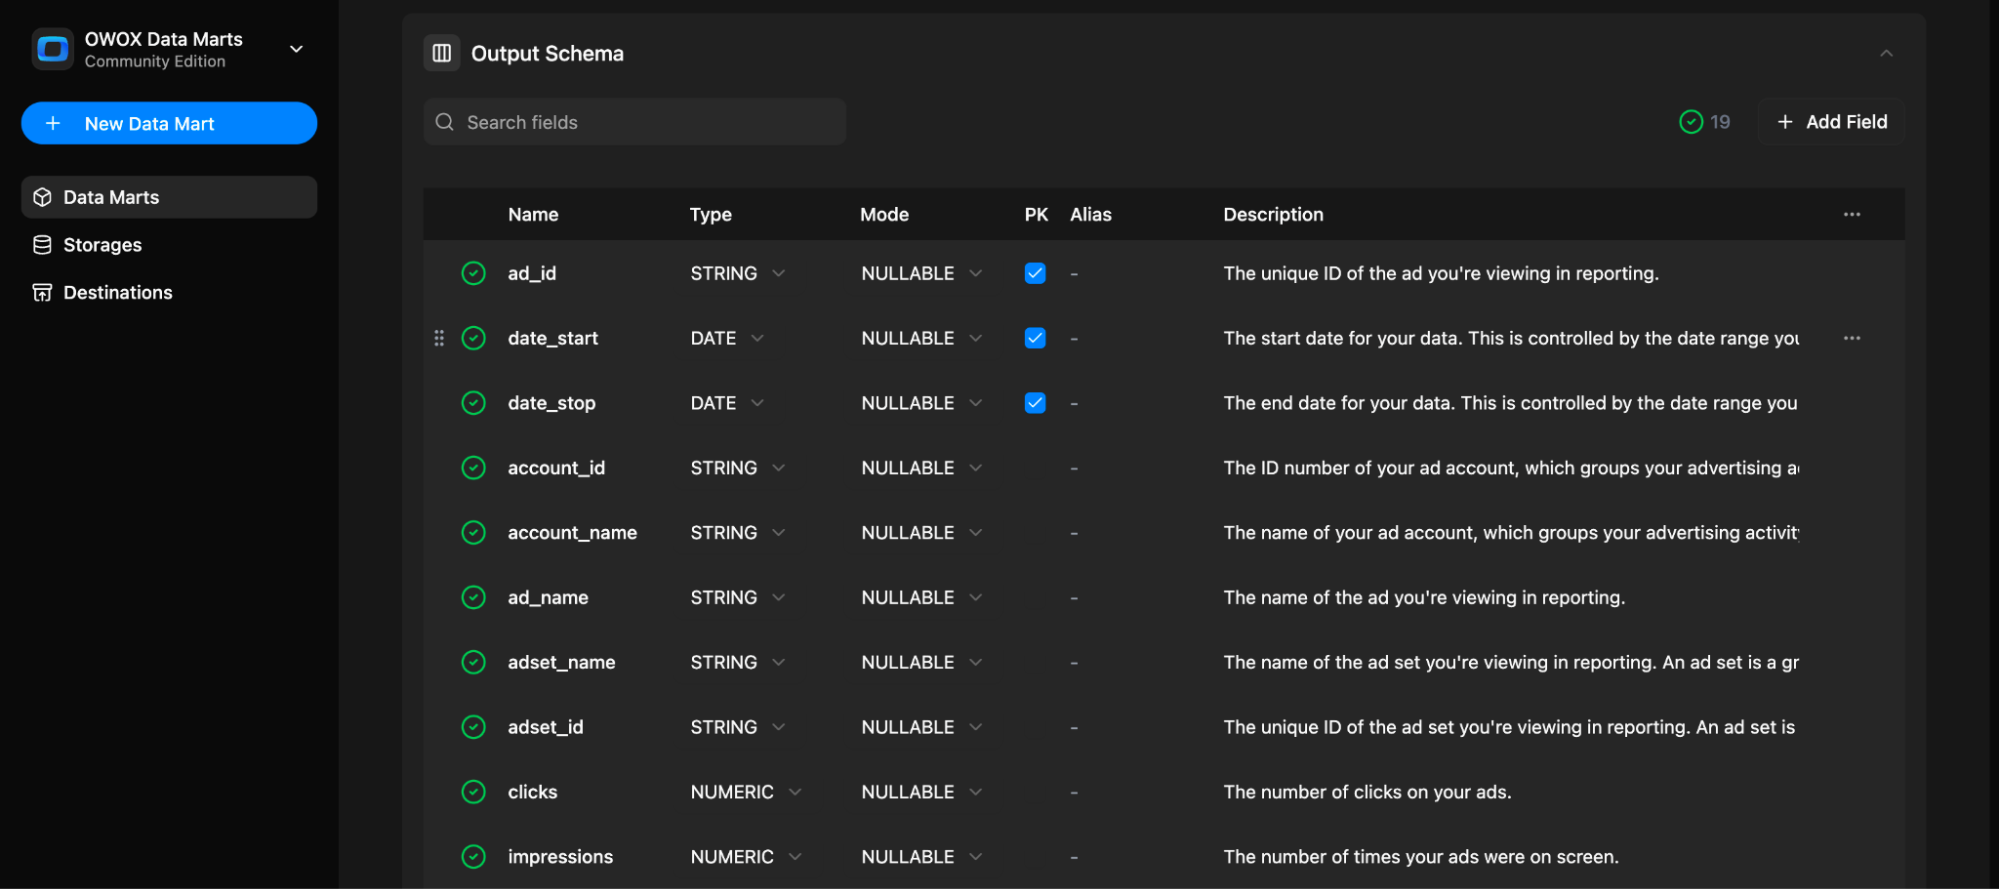 OWOX Data Marts
Community Edition
New Data Mart
Data Marts
Storages
Destinations
Output Schema
Search fields
19
+ Add Field
Name Type Mode PK Alias Description ...
ad_id STRING NULLABLE - The unique ID of the ad you're viewing in reporting.
date_start DATE NULLABLE - The start date for your data. This is controlled by the date range you ...
date_stop DATE NULLABLE - The end date for your data. This is controlled by the date range you
account_id STRING NULLABLE - The ID number of your ad account, which groups your advertising
account_name STRING NULLABLE - The name of your ad account, which groups your advertising activit
ad_name STRING NULLABLE - The name of the ad you're viewing in reporting.
adset_name STRING NULLABLE - The name of the ad set you're viewing in reporting. An ad set is a gr
adset_id STRING NULLABLE - The unique ID of the ad set you're viewing in reporting. An ad set is
clicks NUMERIC NULLABLE - The number of clicks on your ads.
impressions NUMERIC NULLABLE - The number of times your ads were on screen.